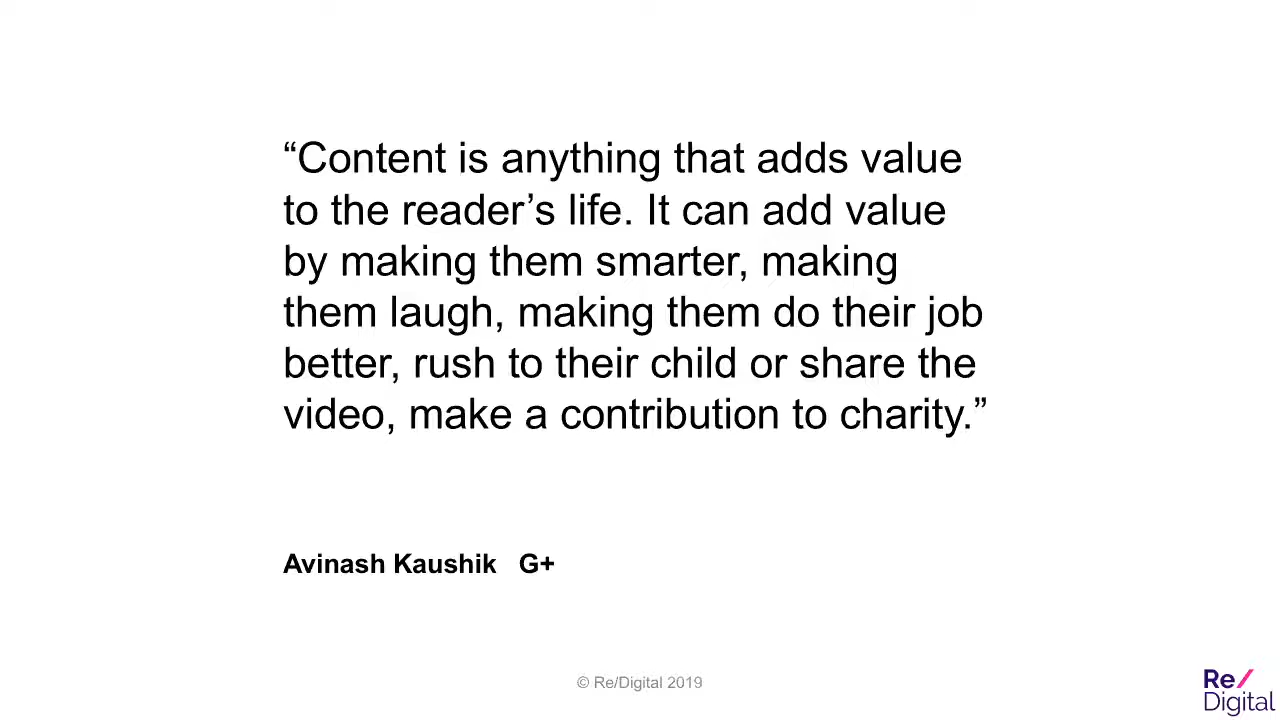 “Content is anything that adds value
to the reader’s life. It can add value
by making them smarter, making
them laugh, making them do their job
better, rush to their child or share the
video, make a contribution to charity.”
Avinash Kaushik G+
© Re/Digital 2019
Re/
Digital